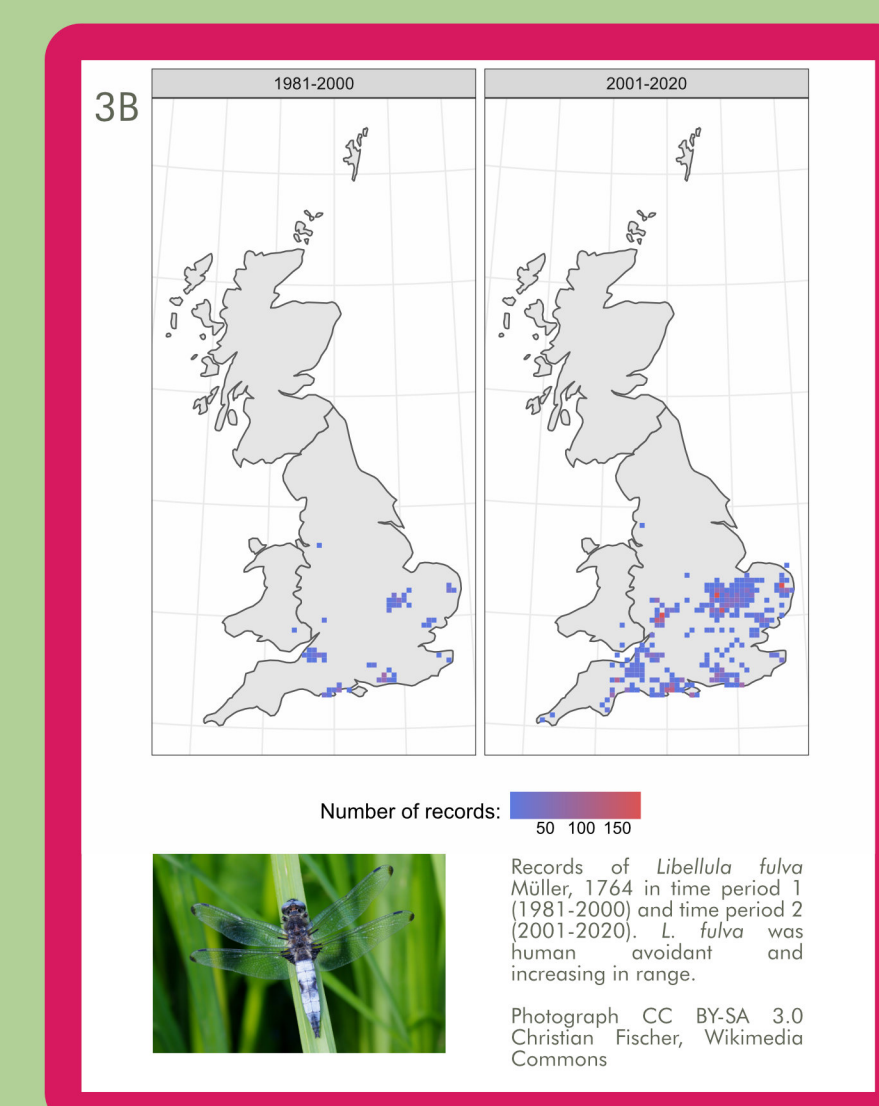 3B
1981-2000
2001-2020
Number of records:
50 100 150
Records of Libellula fulva
Müller, 1764 in time period 1
(1981-2000) and time period 2
(2001-2020). L. fulva was
human avoidant and
increasing in range.
Photograph CC BY-SA 3.0
Christian Fischer, Wikimedia
Commons